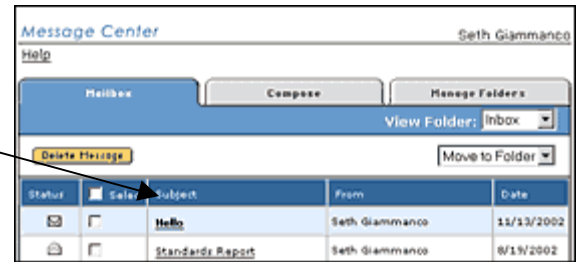 Message Center Seth Giammanco
Help
Mailbox Compose Manage Folders
View Folder: Inbox
Delete Message Move to Folder
Status Subject From Date
Hello Seth Giammanco 11/13/2002
Standards Report Seth Giammanco 8/19/2002